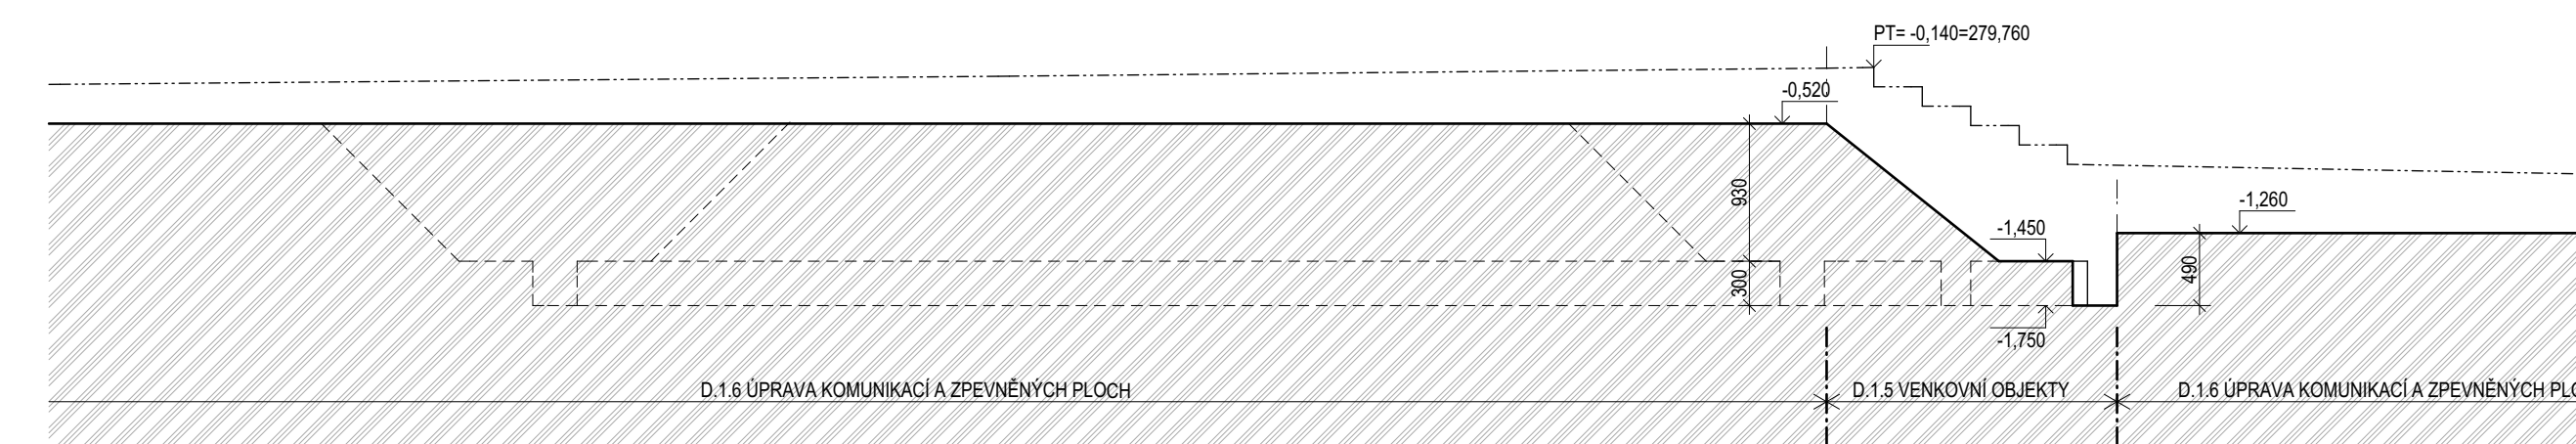 PT= -0,140=279,760
-0,520
930
-1,260
-1,450
490
300
-1,750
D.1.6 ÚPRAVA KOMUNIKACÍ A ZPEVNĚNÝCH PLOCH
D.1.5 VENKOVNÍ OBJEKTY
D.1.6 ÚPRAVA KOMUNIKACÍ A ZPEVNĚNÝCH